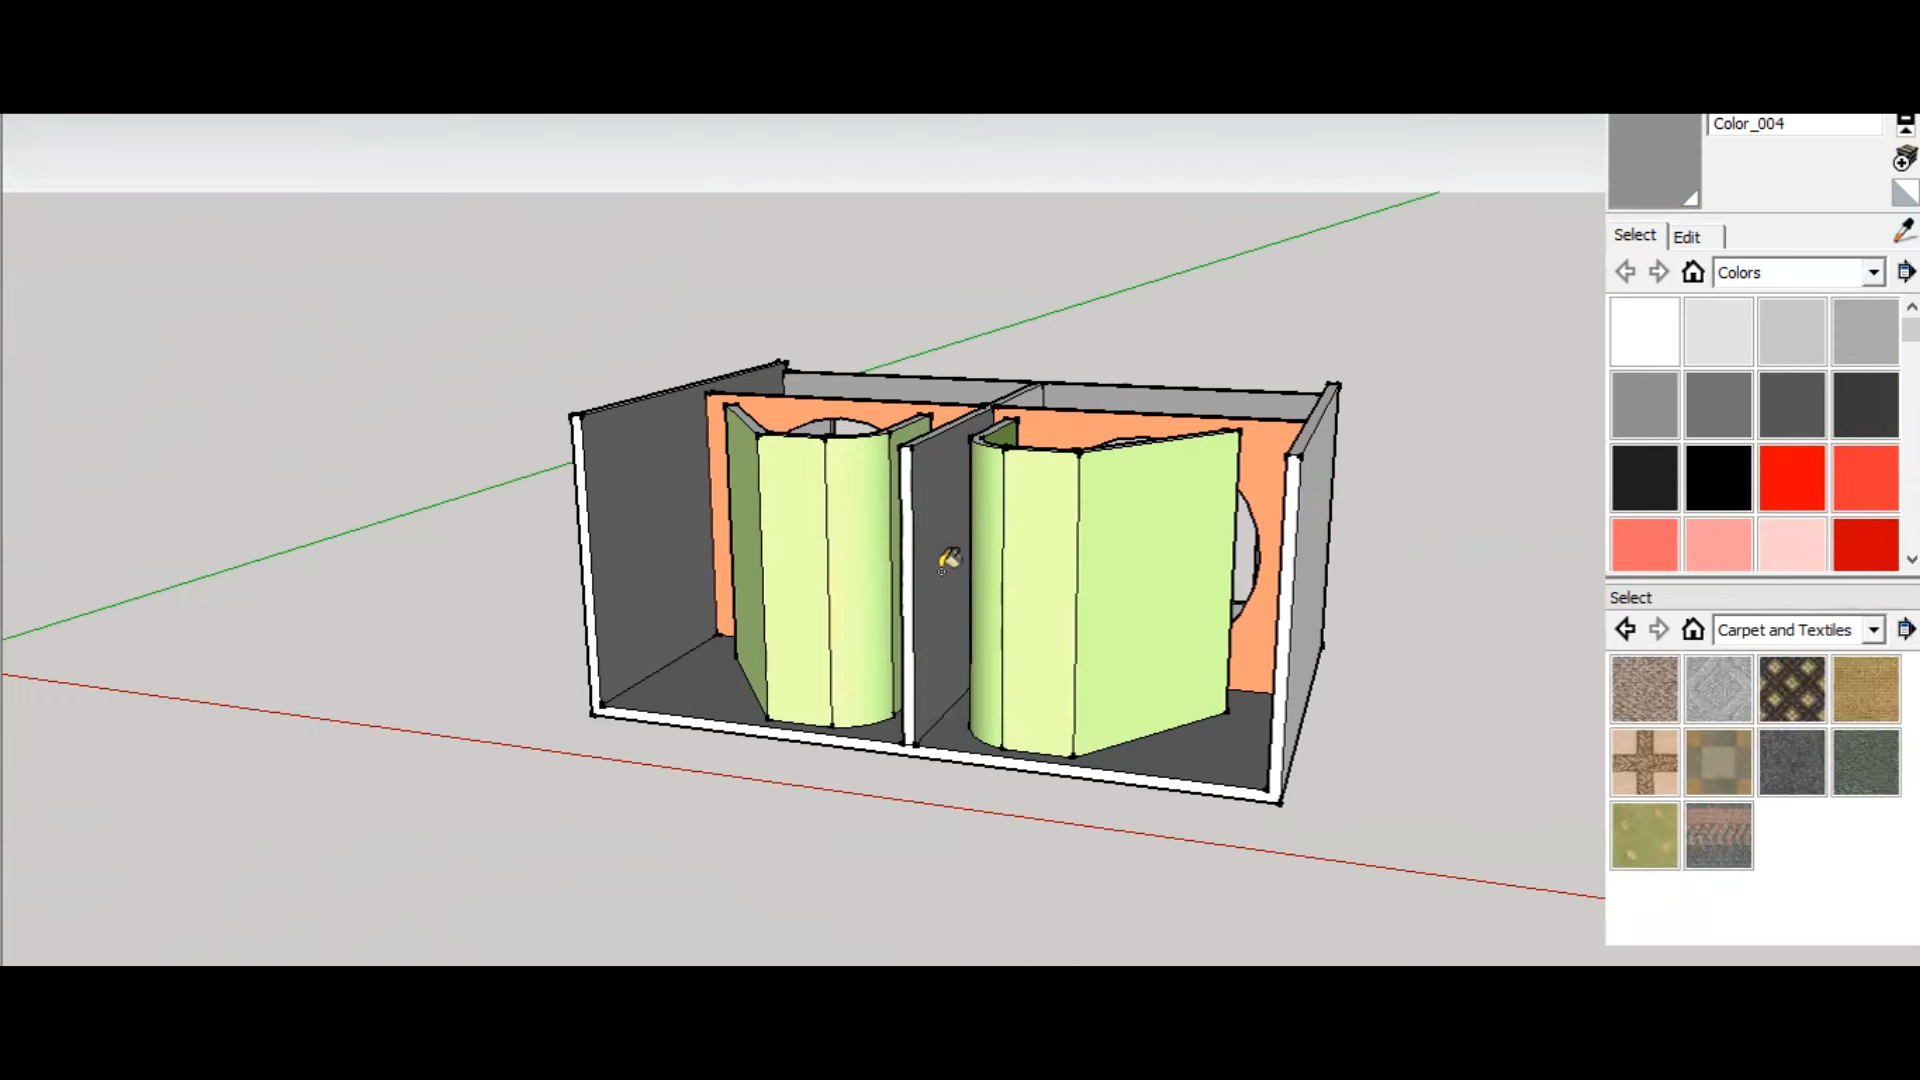 Color_004
Select
Edit
Colors
Select
Carpet and Textiles